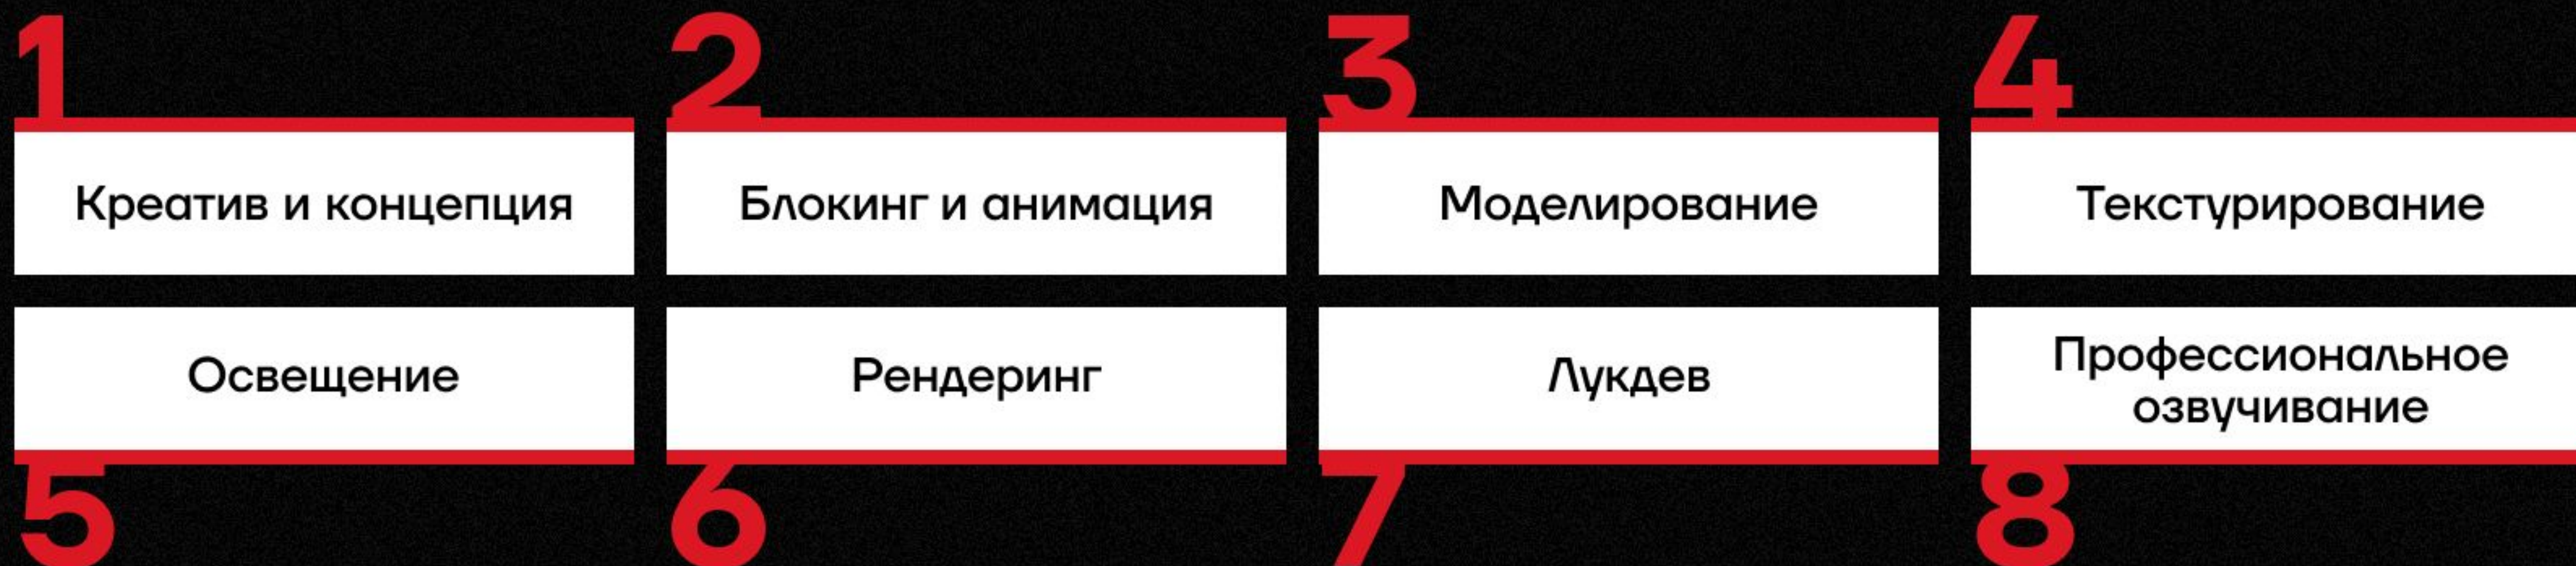 1
2
3
4
Креатив и концепция
Блокинг и анимация
Моделирование
Текстурирование
Освещение
Рендеринг
Лукдев
Профессиональное
озвучивание
5
6
7
8